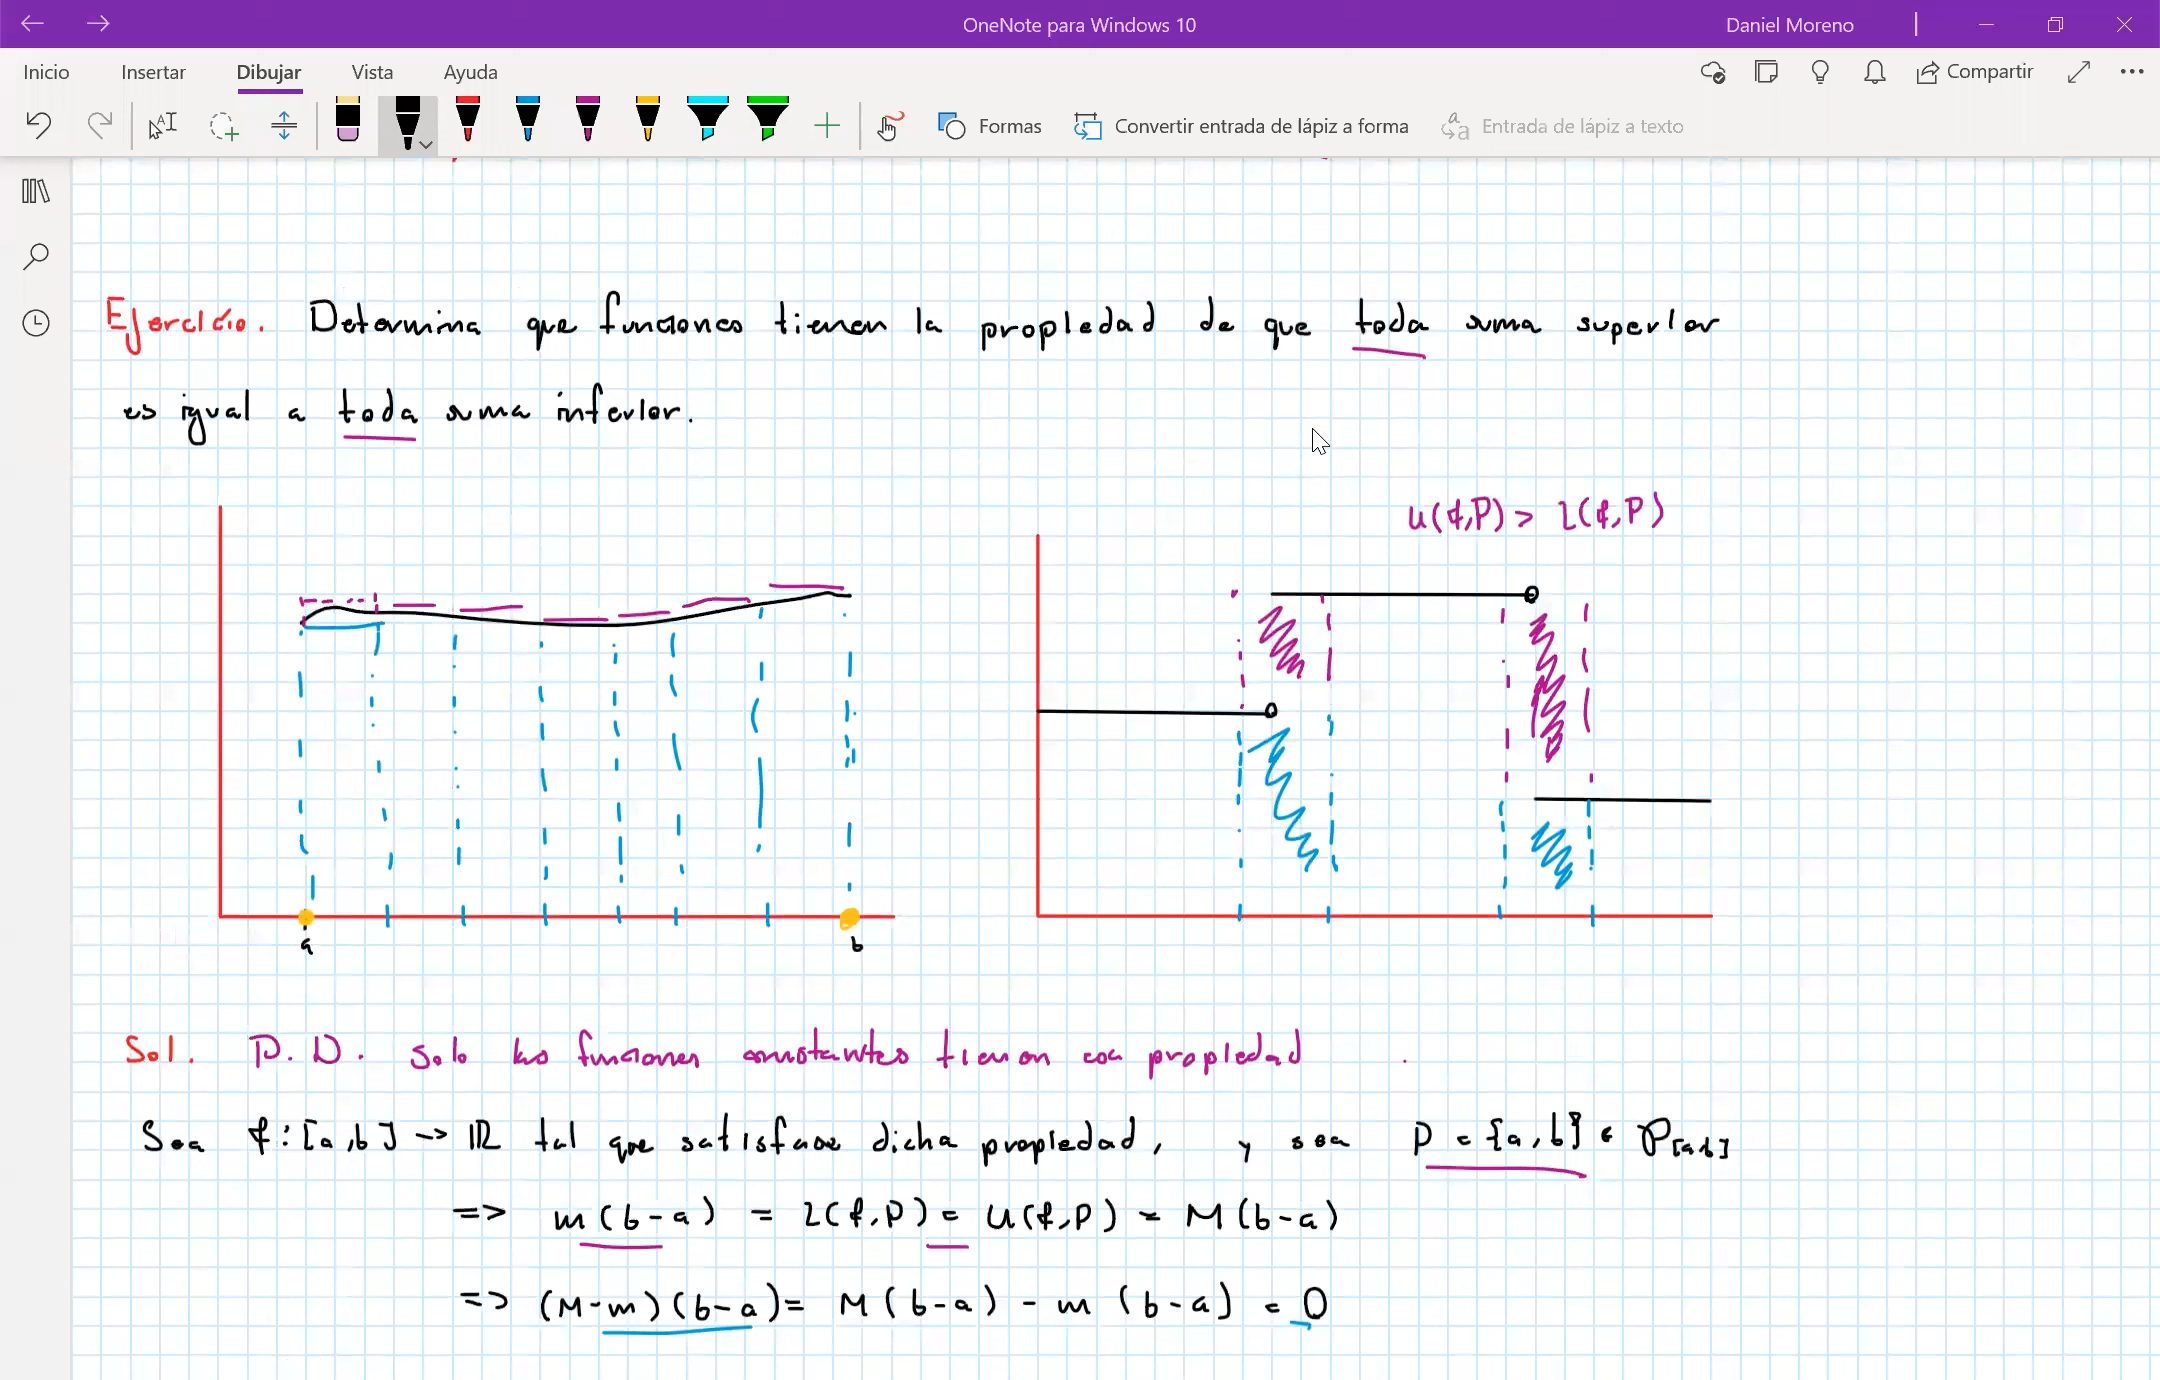 OneNote para Windows 10
Daniel Moreno
Inicio Insertar Dibujar Vista Ayuda
Compartir
Formas Convertir entrada de lápiz a forma Entrada de lápiz a texto
Ejercicio. Determina que funciones tienen la propiedad de que toda suma superior
es igual a toda suma inferior.
U(f,P) > L(f,P)
a b
Sol. P.D. solo las funciones constantes tienen esa propiedad.
Sea f:[a,b] -> ℝ tal que satisface dicha propiedad, y sea P = {a,b} ∈ 𝒫[a,b]
=> m(b-a) = L(f,P) = U(f,P) = M(b-a)
=> (M-m)(b-a) = M(b-a) - m(b-a) = 0